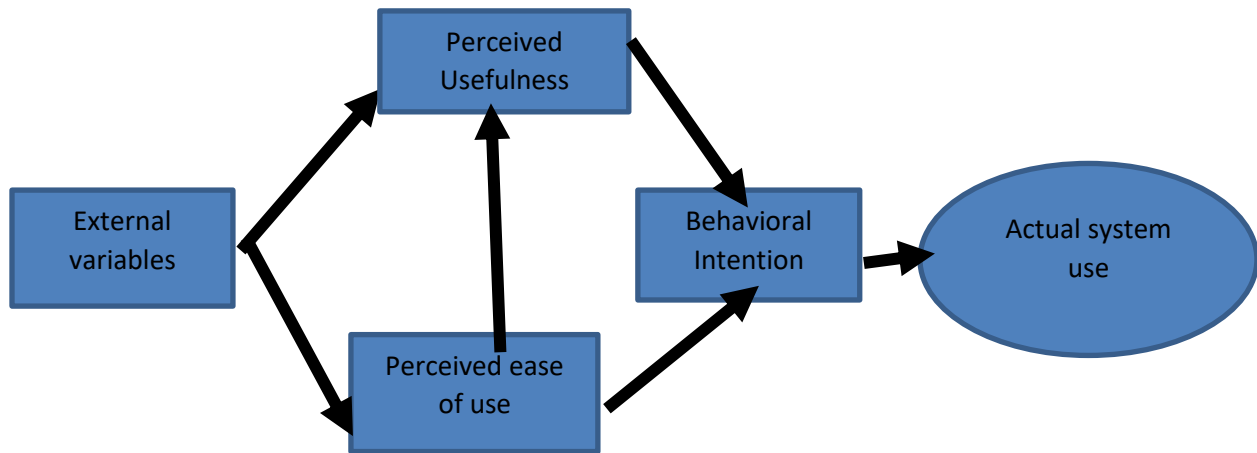 Perceived
Usefulness
External
variables
Behavioral
Intention
Actual system
use
Perceived ease
of use